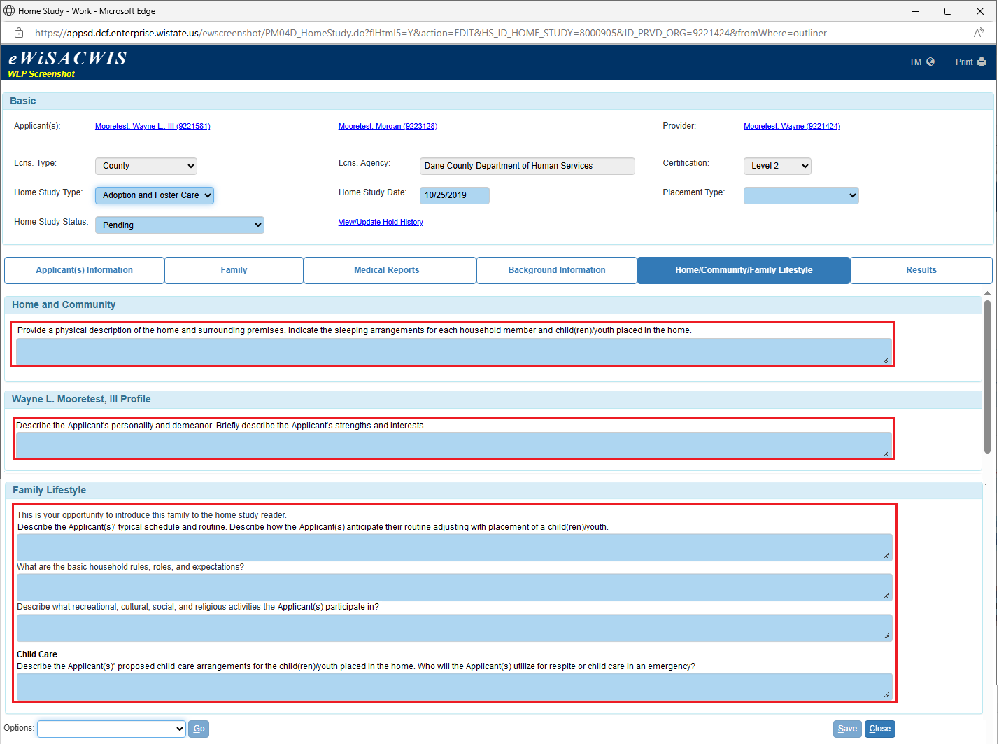 Home Study - Work - Microsoft Edge
https://appsd.dcf.enterprise.wistate.us/ewscreenshot/PM04D_HomeStudy.do?flHtml5=Y&action=EDIT&HS_ID_HOME_STUDY=8000905&ID_PRVD_ORG=9221424&fromWhere=outliner
eWiSACWIS
WLP Screenshot
TM Print
Basic
Applicant(s): Mooretest, Wayne L., III (9221581) Mooretest, Morgan (9223128) Provider: Mooretest, Wayne (9221424)
Lcns. Type: County Lcns. Agency: Dane County Department of Human Services Certification: Level 2
Home Study Type: Adoption and Foster Care Home Study Date: 10/25/2019 Placement Type:
Home Study Status: Pending View/Update Hold History
Applicant(s) Information Family Medical Reports Background Information Home/Community/Family Lifestyle Results
Home and Community
Provide a physical description of the home and surrounding premises. Indicate the sleeping arrangements for each household member and child(ren)/youth placed in the home.
Wayne L. Mooretest, III Profile
Describe the Applicant's personality and demeanor. Briefly describe the Applicant's strengths and interests.
Family Lifestyle
This is your opportunity to introduce this family to the home study reader.
Describe the Applicant(s)' typical schedule and routine. Describe how the Applicant(s) anticipate their routine adjusting with placement of a child(ren)/youth.
What are the basic household rules, roles, and expectations?
Describe what recreational, cultural, social, and religious activities the Applicant(s) participate in?
Child Care
Describe the Applicant(s)' proposed child care arrangements for the child(ren)/youth placed in the home. Who will the Applicant(s) utilize for respite or child care in an emergency?
Options: Go Save Close